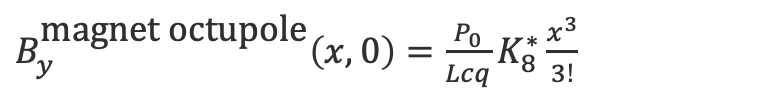 B_y^{magnet octupole}(x, 0) = \frac{P_0}{Lcq} K_8^* \frac{x^3}{3!}